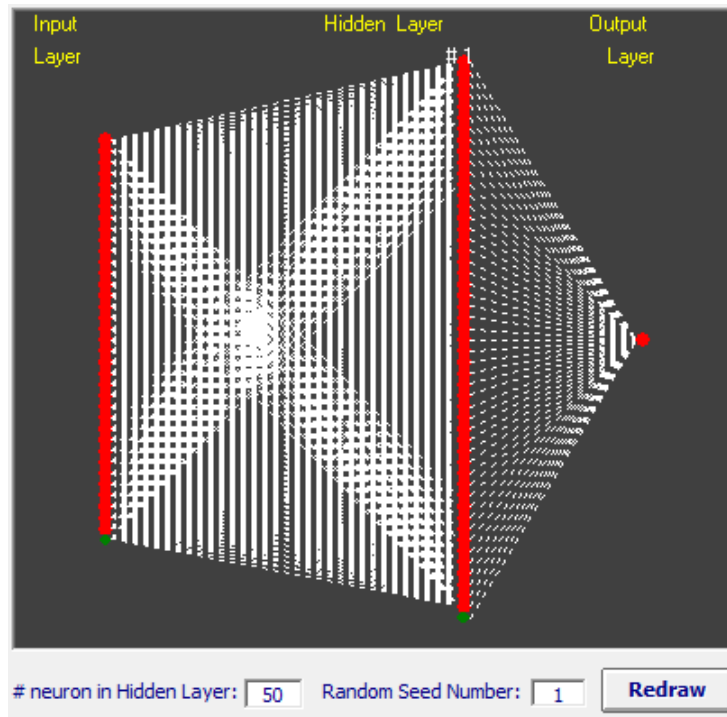 Input Hidden Layer Output
Layer # 1 Layer
# neuron in Hidden Layer: 50 Random Seed Number: 1 Redraw